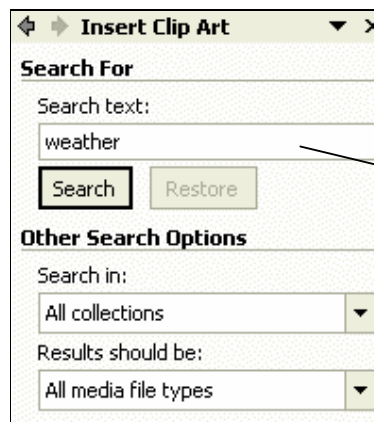 Insert Clip Art
Search For
Search text:
weather
Search Restore
Other Search Options
Search in:
All collections
Results should be:
All media file types